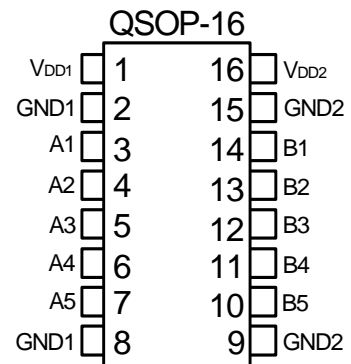 QSOP-16
VDD1 1 16 VDD2
GND1 2 15 GND2
A1 3 14 B1
A2 4 13 B2
A3 5 12 B3
A4 6 11 B4
A5 7 10 B5
GND1 8 9 GND2